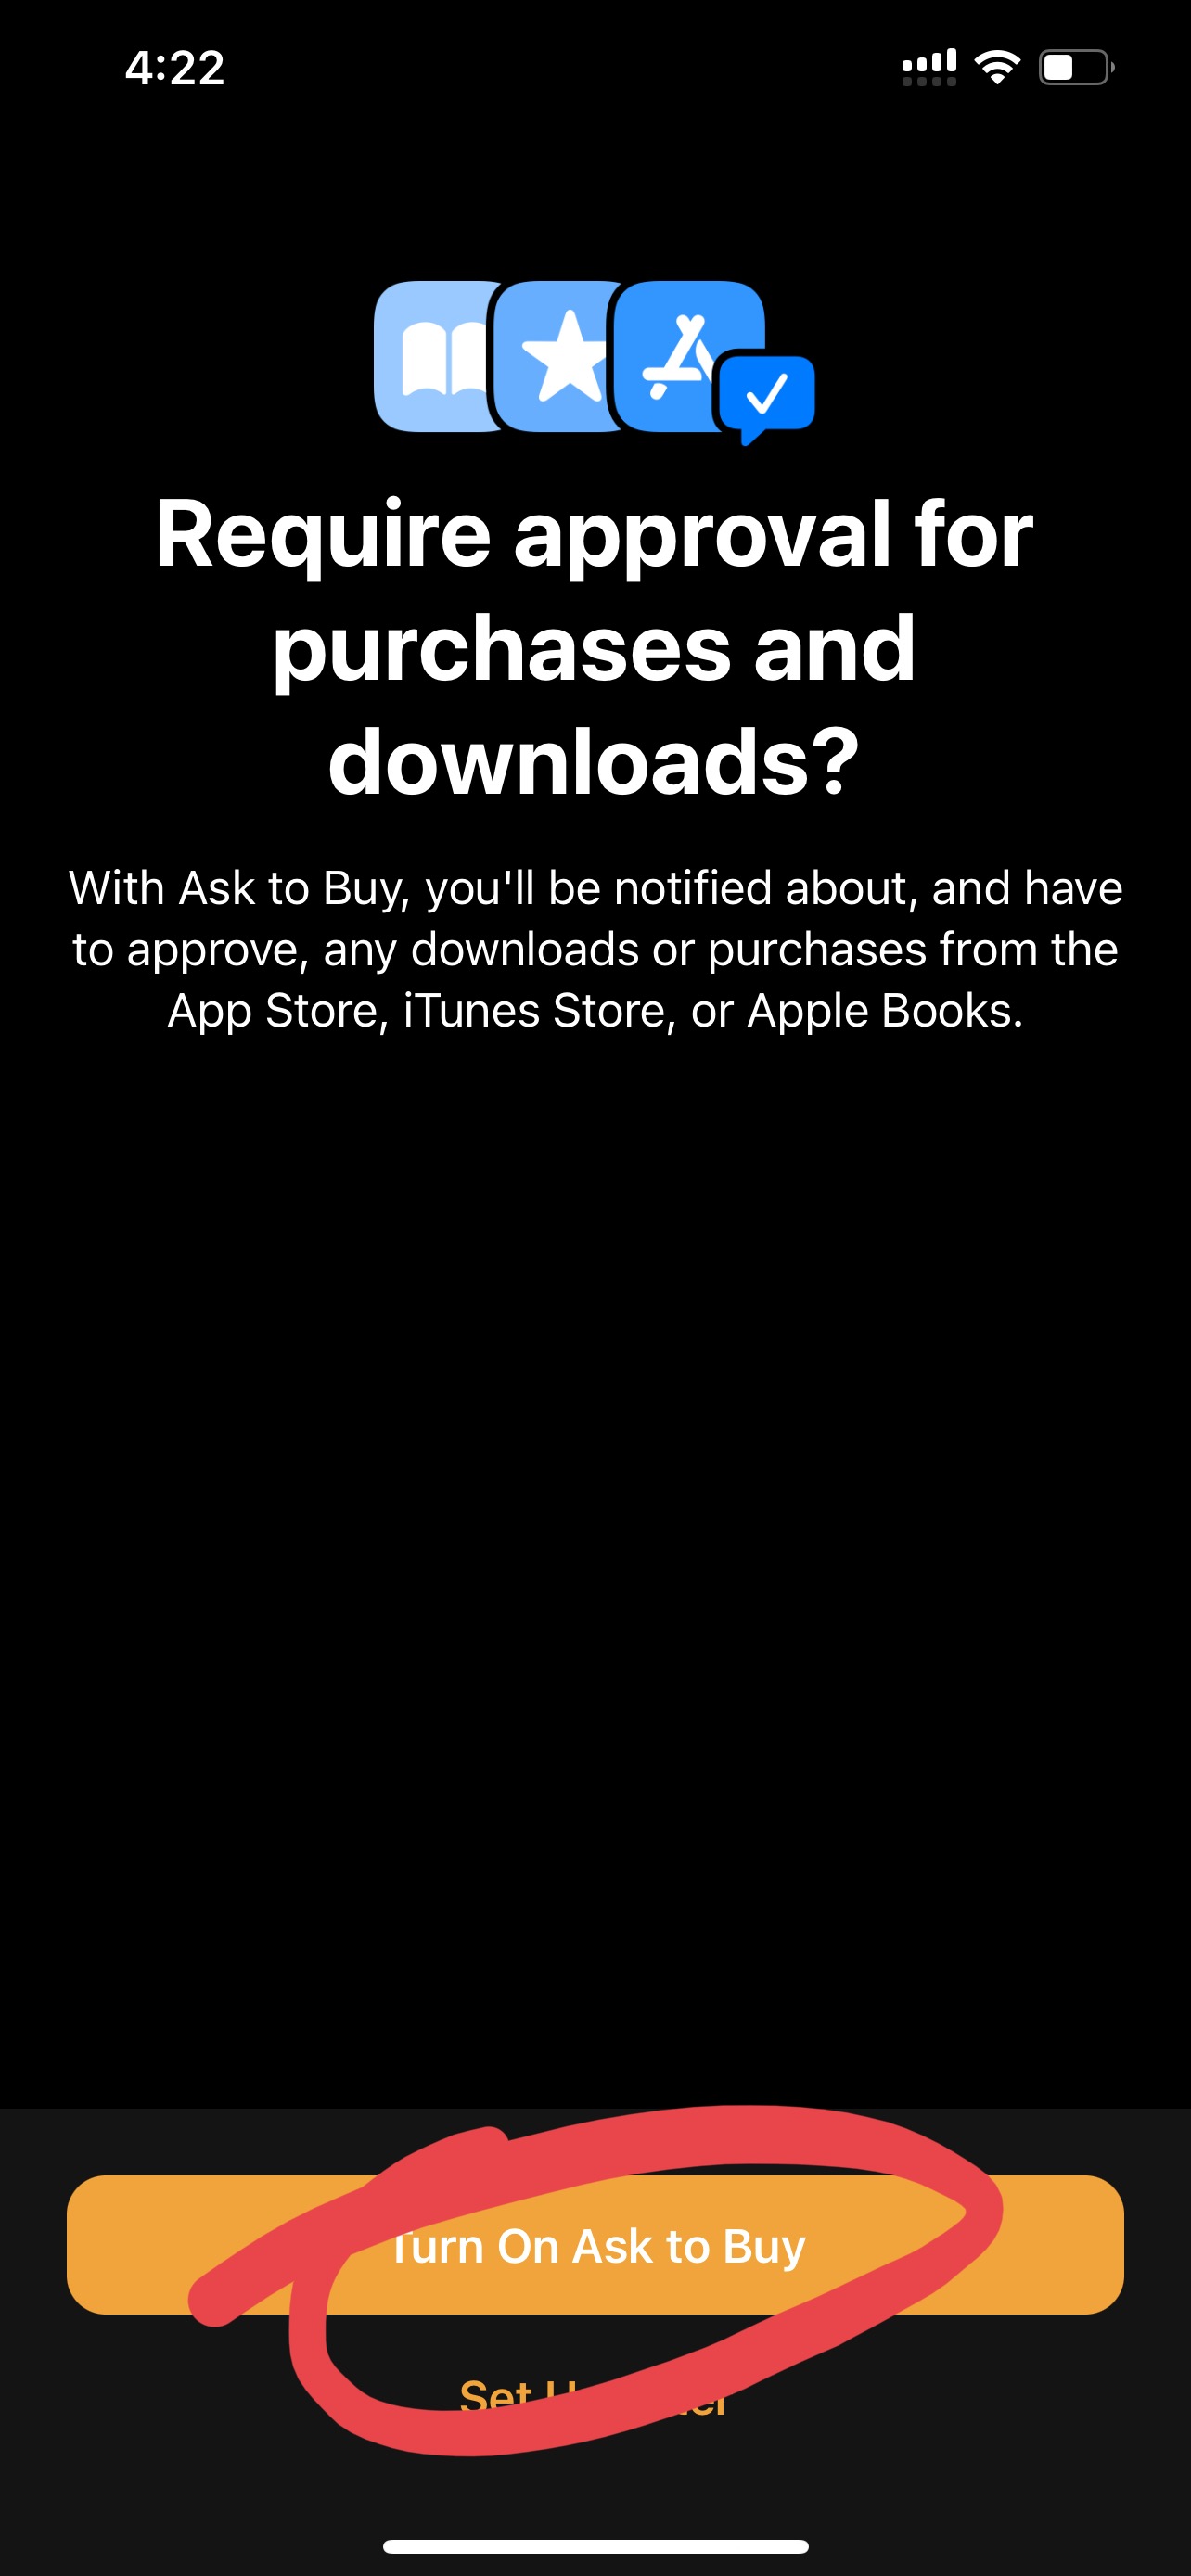 4:22
Require approval for
purchases and
downloads?
With Ask to Buy, you'll be notified about, and have
to approve, any downloads or purchases from the
App Store, iTunes Store, or Apple Books.
Turn On Ask to Buy
Set